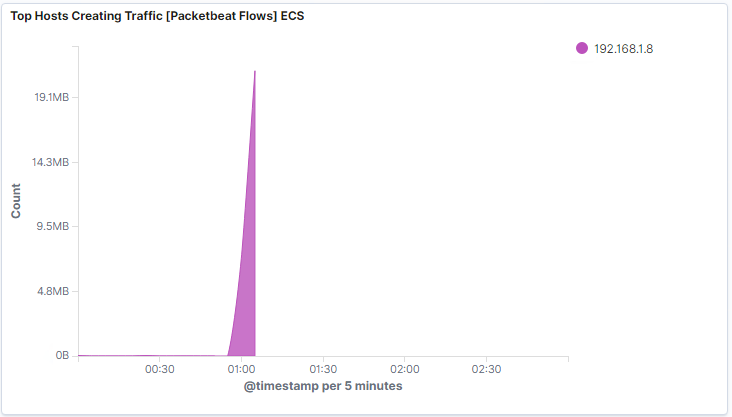 Top Hosts Creating Traffic [Packetbeat Flows] ECS
192.168.1.8
19.1MB
14.3MB
9.5MB
4.8MB
0B
Count
00:30
01:00
01:30
02:00
02:30
@timestamp per 5 minutes